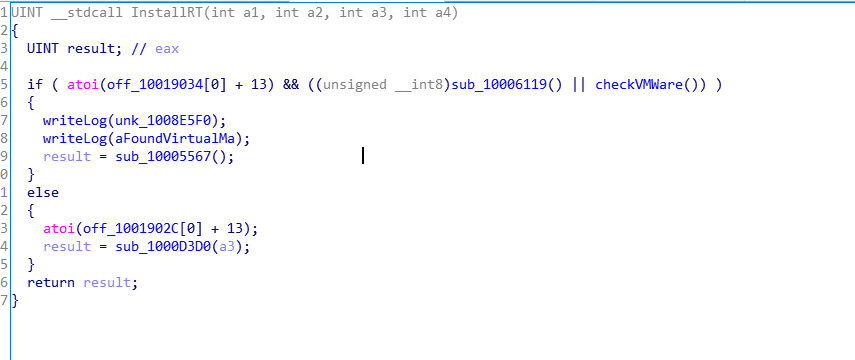 1 UINT __stdcall InstallRT(int a1, int a2, int a3, int a4)
2 {
3   UINT result; // eax
4
5   if ( atoi(off_10019034[0] + 13) && ((unsigned __int8)sub_10006119() || checkVMWare()) )
6   {
7     writeLog(unk_1008E5F0);
8     writeLog(aFoundVirtualMa);
9     result = sub_10005567();
0   }
1   else
2   {
3     atoi(off_1001902C[0] + 13);
4     result = sub_1000D3D0(a3);
5   }
6   return result;
7 }